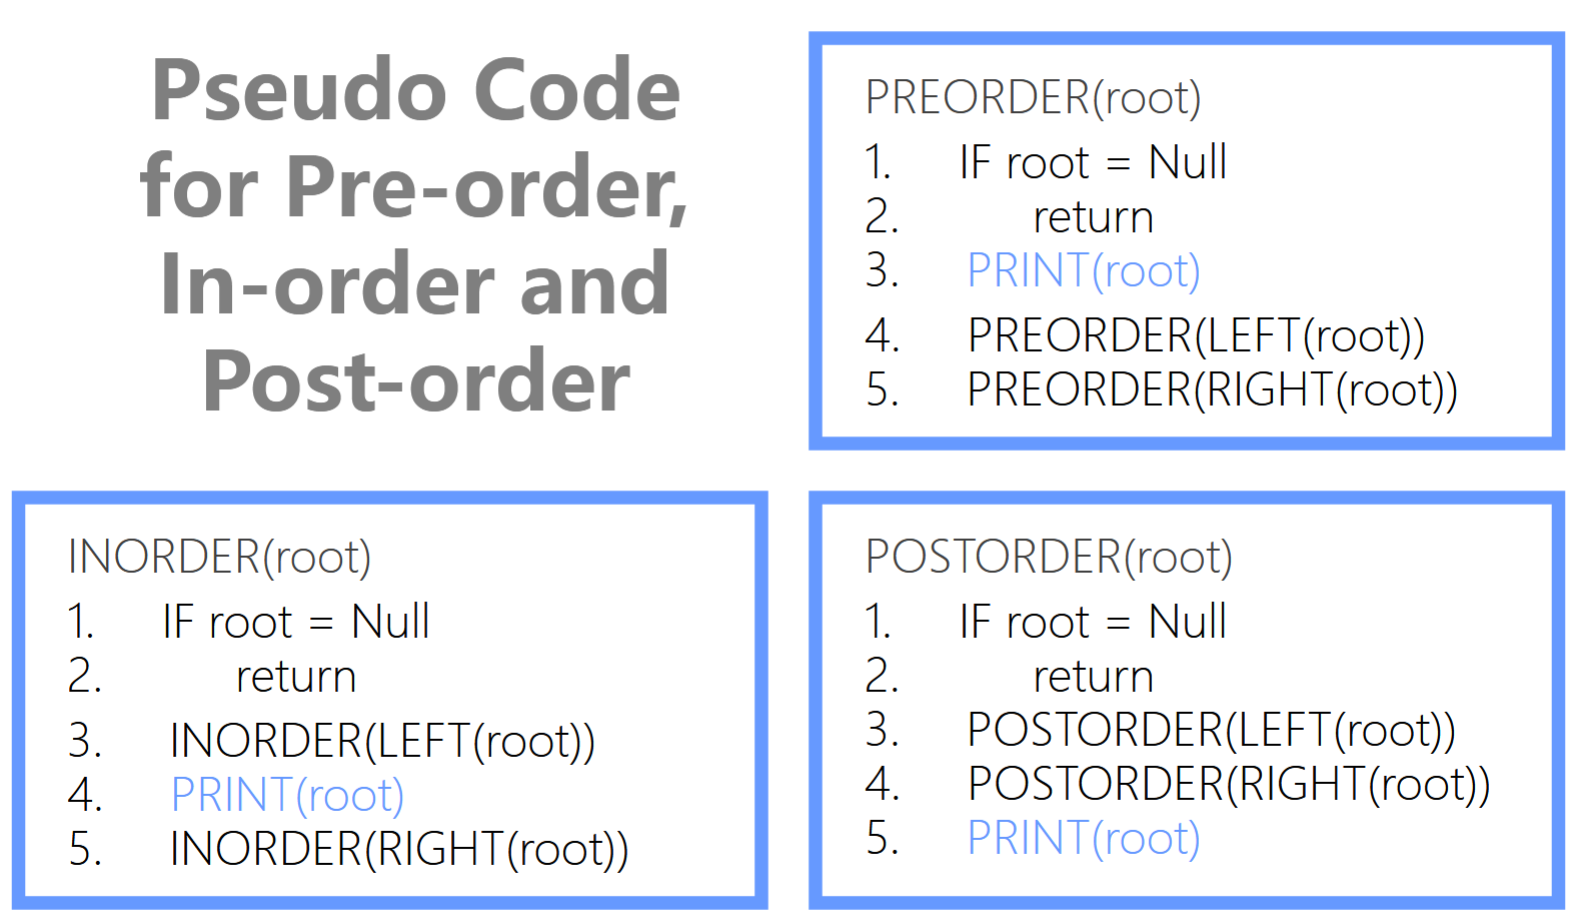 Pseudo Code
for Pre-order,
In-order and
Post-order
PREORDER(root)
1. IF root = Null
2. return
3. PRINT(root)
4. PREORDER(LEFT(root))
5. PREORDER(RIGHT(root))
INORDER(root)
1. IF root = Null
2. return
3. INORDER(LEFT(root))
4. PRINT(root)
5. INORDER(RIGHT(root))
POSTORDER(root)
1. IF root = Null
2. return
3. POSTORDER(LEFT(root))
4. POSTORDER(RIGHT(root))
5. PRINT(root)